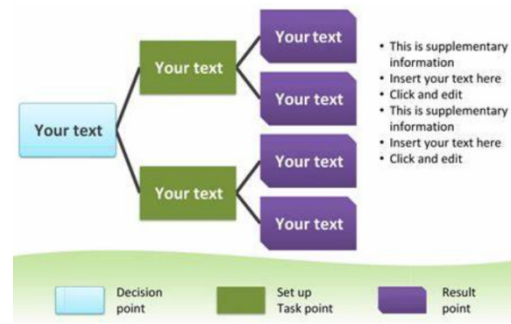 Your text
Your text
Your text
Your text
Your text
Your text
Your text
• This is supplementary
information
• Insert your text here
• Click and edit
• This is supplementary
information
• Insert your text here
• Click and edit
Decision
point
Set up
Task point
Result
point